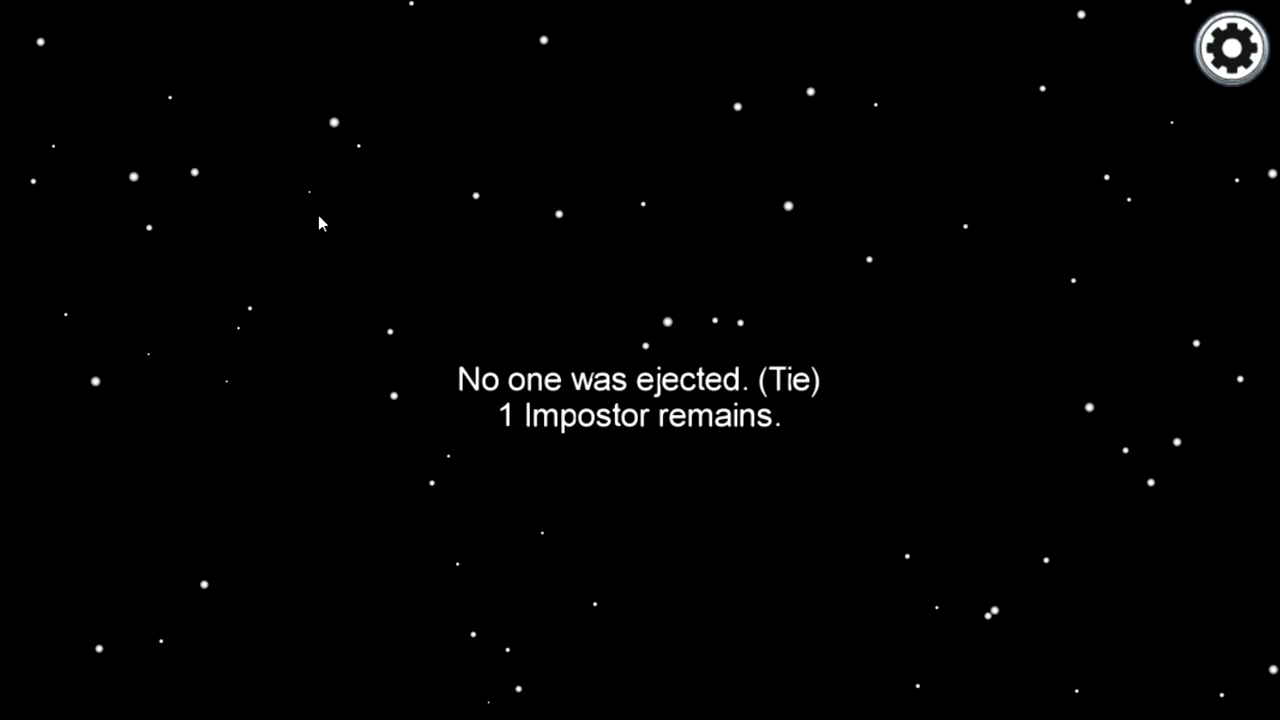 No one was ejected. (Tie)
1 Impostor remains.